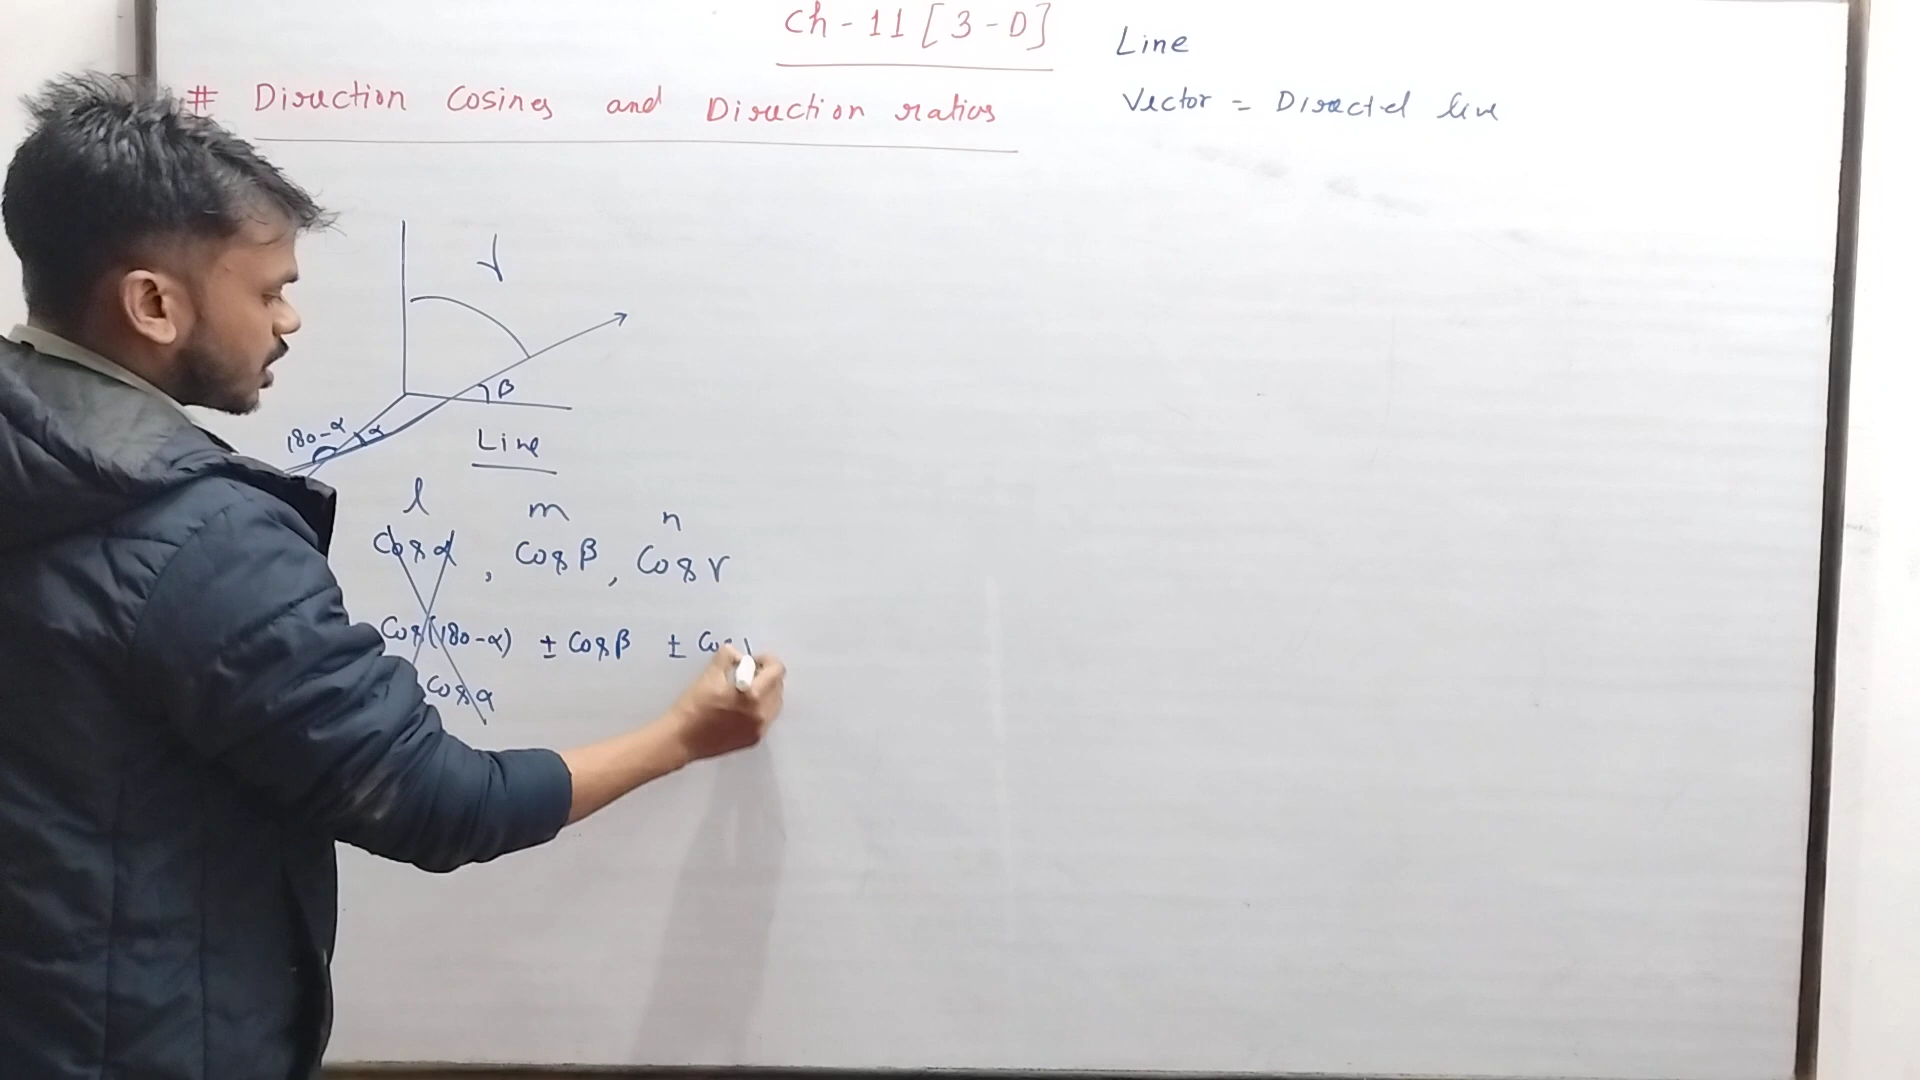 Ch - 11 [3-D]
Line
# Direction Cosines and Direction ratios
Vector = Directed line
γ
β
180-α
α
Line
l m n
Cos α, Cos β, Cos γ
Cos(180-α) ± Cos β ±
Cos α